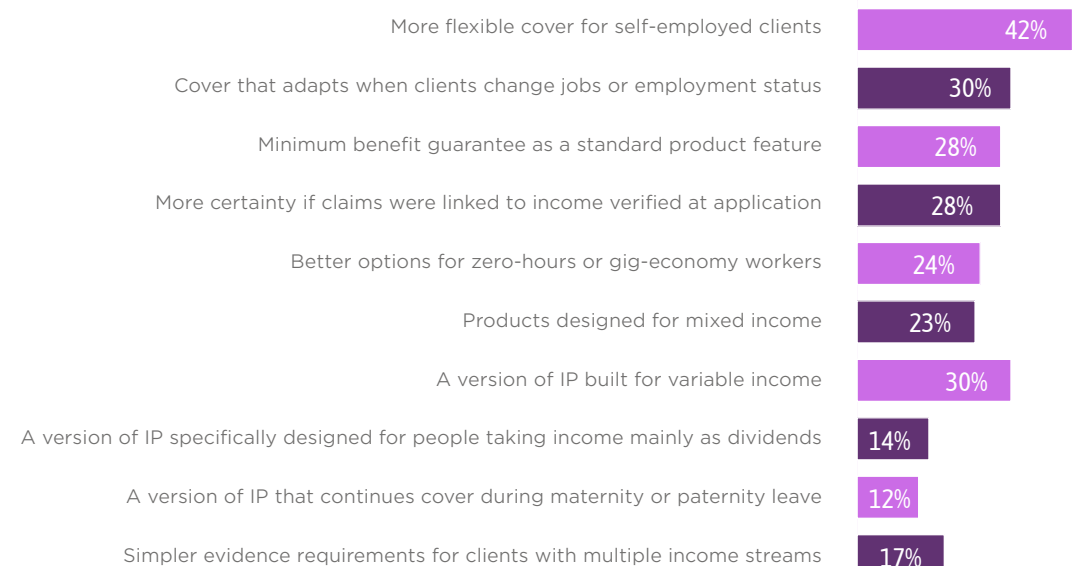 More flexible cover for self-employed clients 42%
Cover that adapts when clients change jobs or employment status 30%
Minimum benefit guarantee as a standard product feature 28%
More certainty if claims were linked to income verified at application 28%
Better options for zero-hours or gig-economy workers 24%
Products designed for mixed income 23%
A version of IP built for variable income 30%
A version of IP specifically designed for people taking income mainly as dividends 14%
A version of IP that continues cover during maternity or paternity leave 12%
Simpler evidence requirements for clients with multiple income streams 17%